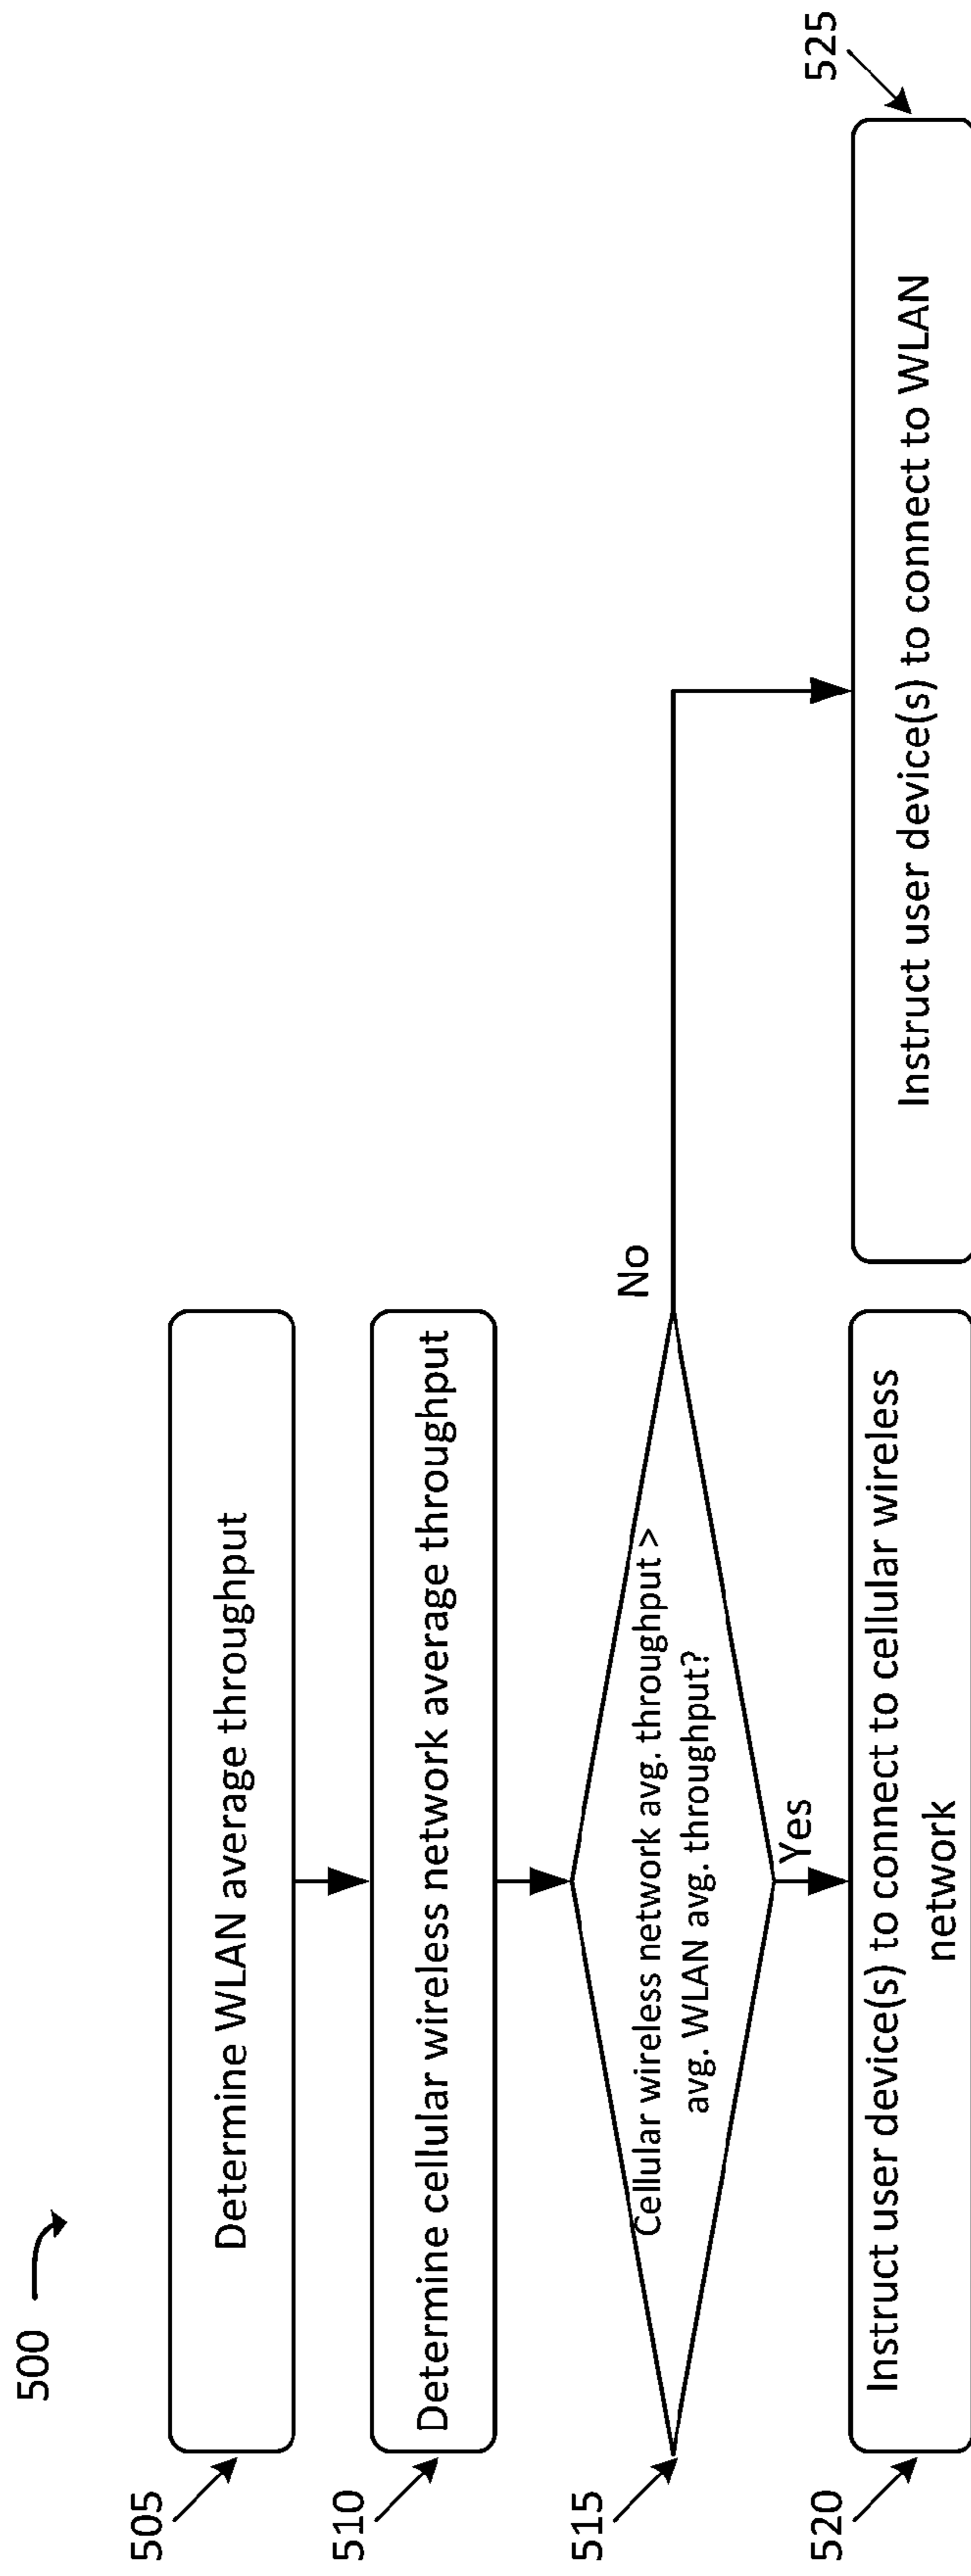 500
505
Determine WLAN average throughput
510
Determine cellular wireless network average throughput
515
Cellular wireless network avg. throughput >
avg. WLAN avg. throughput?
No
Yes
520
Instruct user device(s) to connect to cellular wireless
network
525
Instruct user device(s) to connect to WLAN